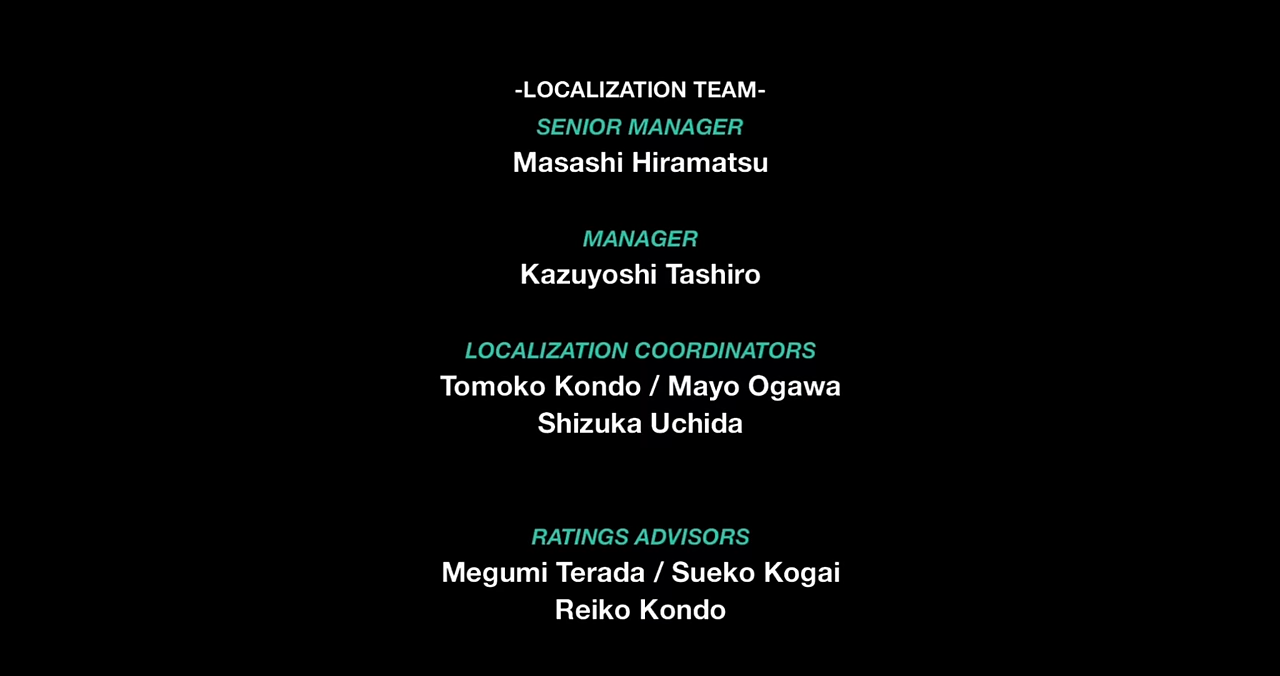 -LOCALIZATION TEAM-
SENIOR MANAGER
Masashi Hiramatsu
MANAGER
Kazuyoshi Tashiro
LOCALIZATION COORDINATORS
Tomoko Kondo / Mayo Ogawa
Shizuka Uchida
RATINGS ADVISORS
Megumi Terada / Sueko Kogai
Reiko Kondo